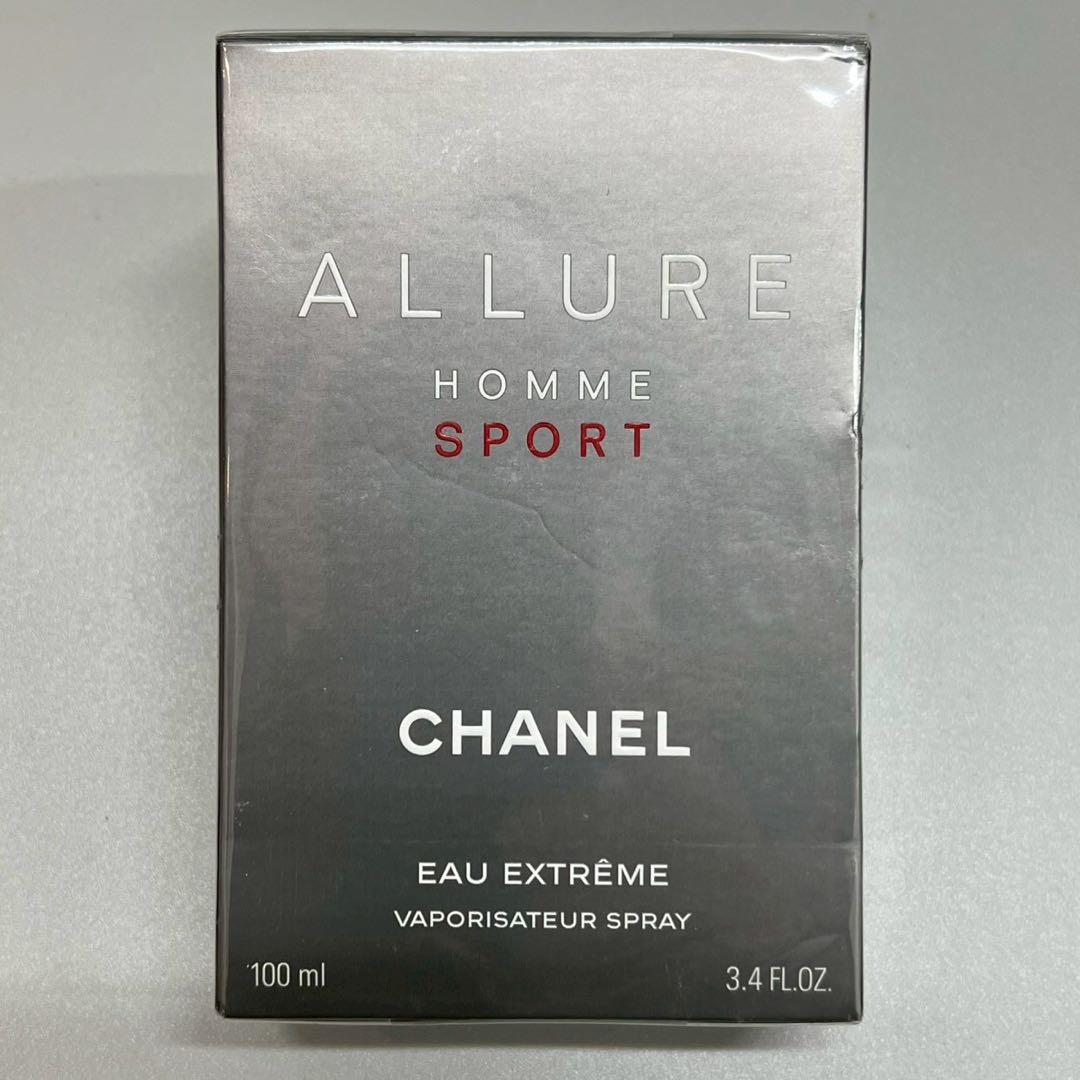 ALLURE
HOMME
SPORT
CHANEL
EAU EXTRÊME
VAPORISATEUR SPRAY
100 ml 3.4 FL.OZ.